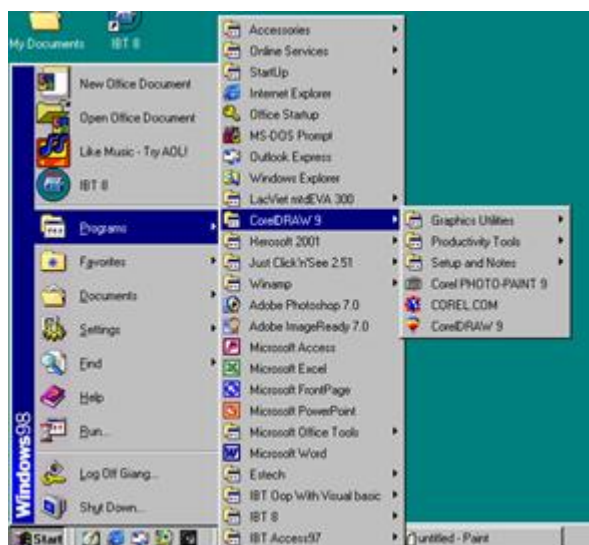 My Documents
IBT 8
New Office Document
Open Office Document
Like Music - Try AOL!
IBT 8
Programs
Favorites
Documents
Settings
Find
Help
Run...
Log Off Giang...
Shut Down...
Windows98
Accessories
Online Services
StartUp
Internet Explorer
Office Startup
MS-DOS Prompt
Outlook Express
Windows Explorer
LacViet mtdEVA 300
CorelDRAW 9
Herosoft 2001
Just Click'n'See 2.51
Winamp
Adobe Photoshop 7.0
Adobe ImageReady 7.0
Microsoft Access
Microsoft Excel
Microsoft FrontPage
Microsoft PowerPoint
Microsoft Office Tools
Microsoft Word
Estech
IBT Oop With Visual basic
IBT 8
IBT Access97
Graphics Utilities
Productivity Tools
Setup and Notes
Corel PHOTO-PAINT 9
COREL.COM
CorelDRAW 9
Start
untitled - Paint